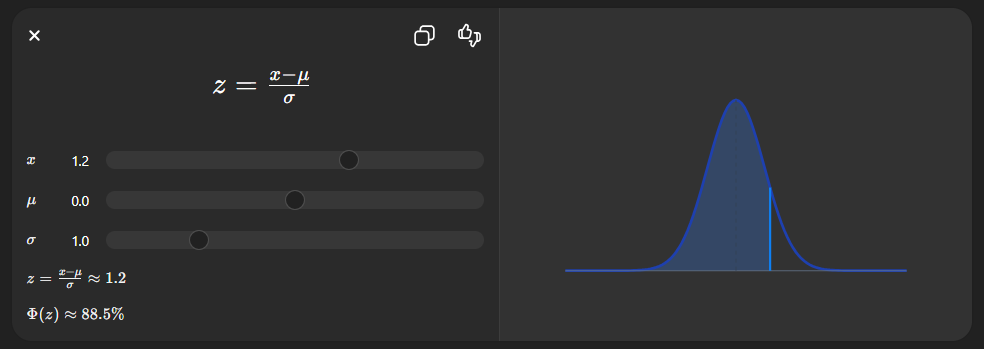 z = (x−μ)/σ
x 1.2
μ 0.0
σ 1.0
z = (x−μ)/σ ≈ 1.2
Φ(z) ≈ 88.5%